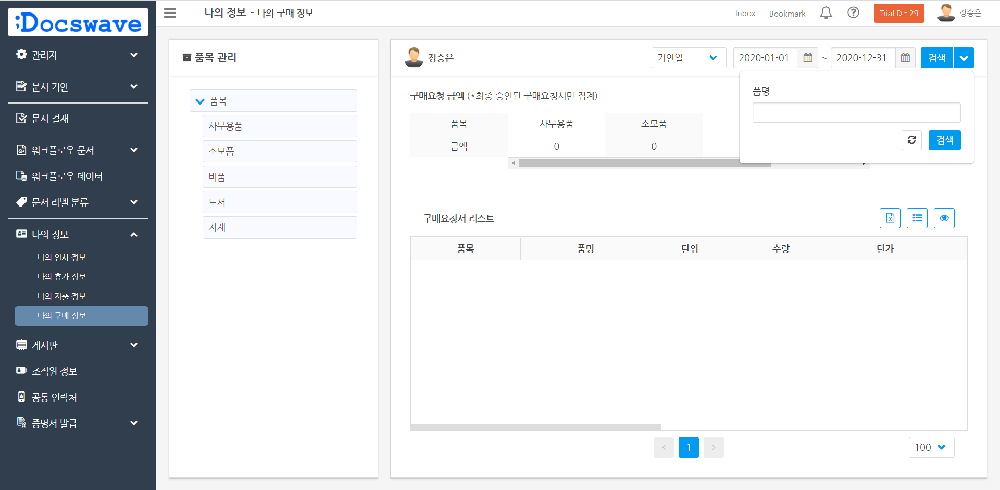 Docswave
관리자
문서 기안
문서 결재
워크플로우 문서
워크플로우 데이터
문서 라벨 분류
나의 정보
나의 인사 정보
나의 휴가 정보
나의 지출 정보
나의 구매 정보
게시판
조직원 정보
공통 연락처
증명서 발급
나의 정보 - 나의 구매 정보
Inbox Bookmark Trial D - 29 정승은
품목 관리
품목
사무용품
소모품
비품
도서
자재
정승은 기안일 2020-01-01 ~ 2020-12-31 검색
품명
검색
구매요청 금액 (*최종 승인된 구매요청서만 집계)
품목 사무용품 소모품
금액 0 0
구매요청서 리스트
품목 품명 단위 수량 단가
1
100